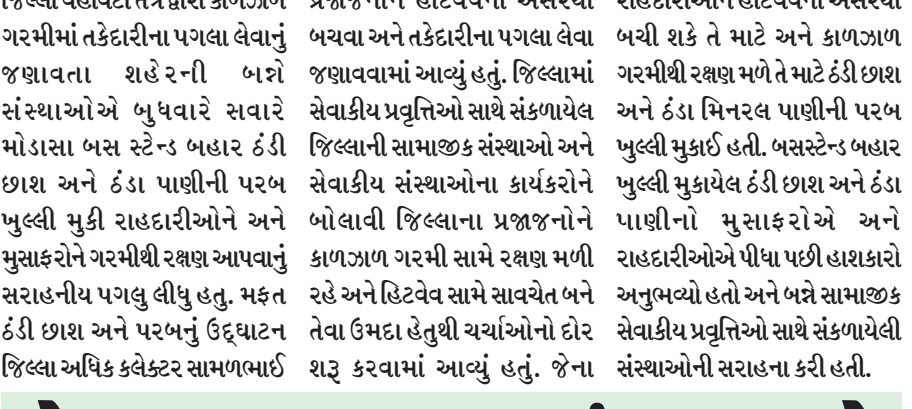 ગરમીમાં તકેદારીના પગલા લેવાનું
જણાવતા શહેરની બન્ને
સંસ્થાઓએ બુધવારે સવારે
મોડાસા બસ સ્ટેન્ડ બહાર ઠંડી
છાશ અને ઠંડા પાણીની પરબ
ખુલ્લી મુકી રાહદારીઓને અને
મુસાફરોને ગરમીથી રક્ષણ આપવાનું
સરાહનીય પગલુ લીધુ હતુ. મફત
ઠંડી છાશ અને પરબનું ઉદ્દઘાટન
જિલ્લા અધિક કલેક્ટર સામળભાઈ
બચવા અને તકેદારીના પગલા લેવા
જણાવવામાં આવ્યું હતું. જિલ્લામાં
સેવાકીય પ્રવૃત્તિઓ સાથે સંકળાયેલ
જિલ્લાની સામાજીક સંસ્થાઓ અને
સેવાકીય સંસ્થાઓના કાર્યકરોને
બોલાવી જિલ્લાના પ્રજાજનોને
કાળઝાળ ગરમી સામે રક્ષણ મળી
રહે અને હિટવેવ સામે સાવચેત બને
તેવા ઉમદા હેતુથી ચર્ચાઓનો દોર
શરૂ કરવામાં આવ્યું હતું. જેના
બચી શકે તે માટે અને કાળઝાળ
ગરમીથી રક્ષણ મળે તે માટે ઠંડી છાશ
અને ઠંડા મિનરલ પાણીની પરબ
ખુલ્લી મુકાઈ હતી. બસસ્ટેન્ડ બહાર
ખુલ્લી મુકાયેલ ઠંડી છાશ અને ઠંડા
પાણીનો મુસાફરોએ અને
રાહદારીઓએ પીધા પછી હાશકારો
અનુભવ્યો હતો અને બન્ને સામાજીક
સેવાકીય પ્રવૃત્તિઓ સાથે સંકળાયેલી
સંસ્થાઓની સરાહના કરી હતી.